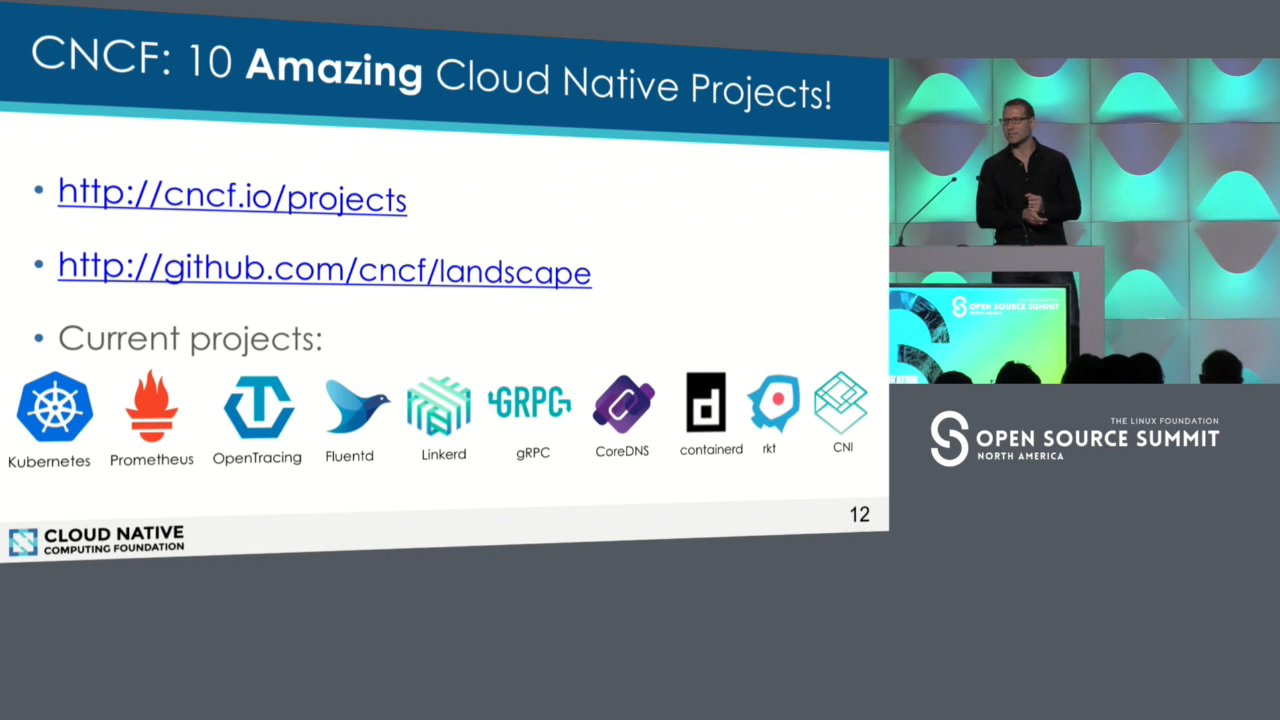 CNCF: 10 Amazing Cloud Native Projects!
• http://cncf.io/projects
• http://github.com/cncf/landscape
• Current projects:
GRPC
d
Kubernetes Prometheus OpenTracing Fluentd Linkerd gRPC CoreDNS containerd rkt CNI
CLOUD NATIVE
COMPUTING FOUNDATION
12
OPEN SOURCE SUMMIT
NORTH AMERICA
THE LINUX FOUNDATION
OPEN SOURCE SUMMIT
NORTH AMERICA